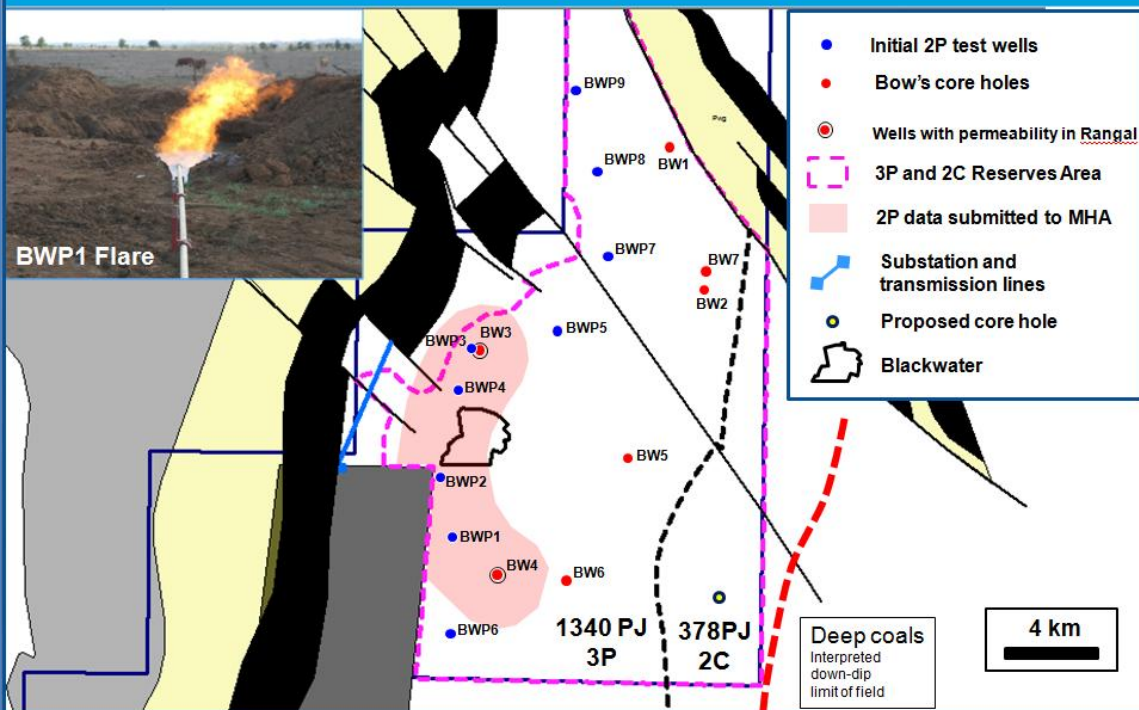 BWP1 Flare
Initial 2P test wells
Bow's core holes
Wells with permeability in Rangal
3P and 2C Reserves Area
2P data submitted to MHA
Substation and
transmission lines
Proposed core hole
Blackwater
BWP9
Pwg
BW1
BWP8
BWP7
BW7
BW2
BWP5
BW3
BWP3
BWP4
BW5
BWP2
BWP1
BW4
BW6
BWP6
1340 PJ
3P
378PJ
2C
Deep coals
Interpreted
down-dip
limit of field
4 km